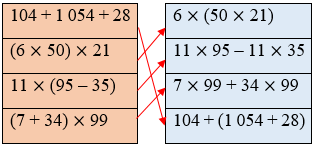 104 + 1 054 + 28
(6 × 50) × 21
11 × (95 – 35)
(7 + 34) × 99
6 × (50 × 21)
11 × 95 – 11 × 35
7 × 99 + 34 × 99
104 + (1 054 + 28)